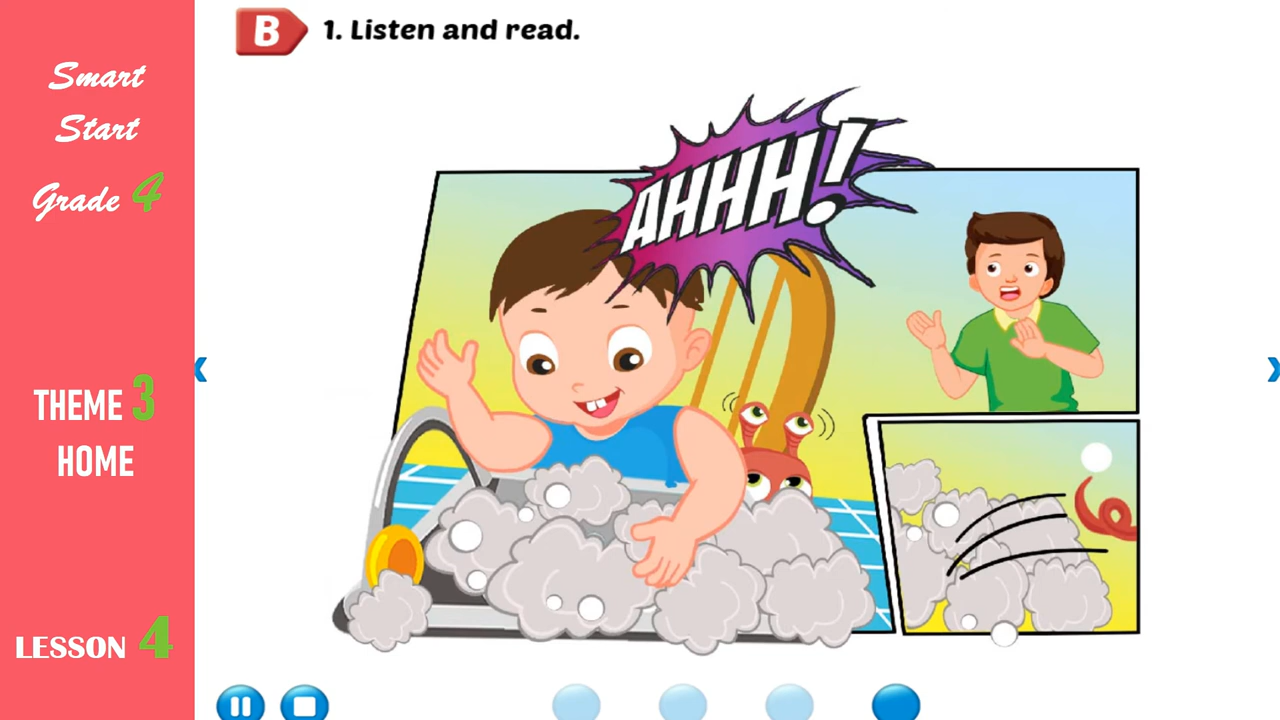 Smart
Start
Grade 4
THEME 3
HOME
LESSON 4
B 1. Listen and read.
AHHH!